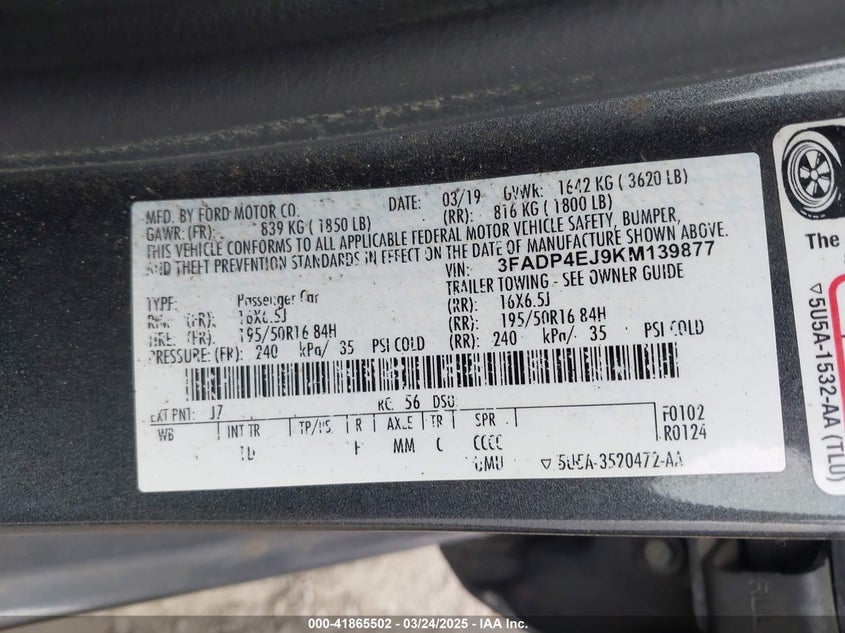 MFD. BY FORD MOTOR CO. DATE: 03/19 GVWR: 1642 KG ( 3620 LB)
GAWR: (FR): 839 KG ( 1850 LB) (RR): 816 KG ( 1800 LB)
THIS VEHICLE CONFORMS TO ALL APPLICABLE FEDERAL MOTOR VEHICLE SAFETY, BUMPER,
AND THEFT PREVENTION STANDARDS IN EFFECT ON THE DATE OF MANUFACTURE SHOWN ABOVE.
VIN: 3FADP4EJ9KM139877
TRAILER TOWING - SEE OWNER GUIDE
TYPE: Passenger Car
RIM (FR): 16X6.5J (RR): 16X6.5J
TIRE: (FR): 195/50R16 84H (RR): 195/50R16 84H
PRESSURE: (FR): 240 kPa/ 35 PSI COLD (RR): 240 kPa/ 35 PSI COLD
EXT PNT: J7 RC: 56 DSO:
WB INT TR TP/PS R AXLE TR SPR F0102
MM C CCCC R0124
▽ 5U5A-3520472-AA
The
▽5U5A-1532-AA (TLU)
000-41865502 - 03/24/2025 - IAA Inc.